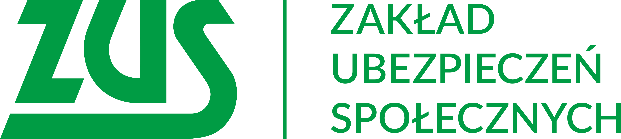 ZUS
ZAKŁAD
UBEZPIECZEŃ
SPOŁECZNYCH